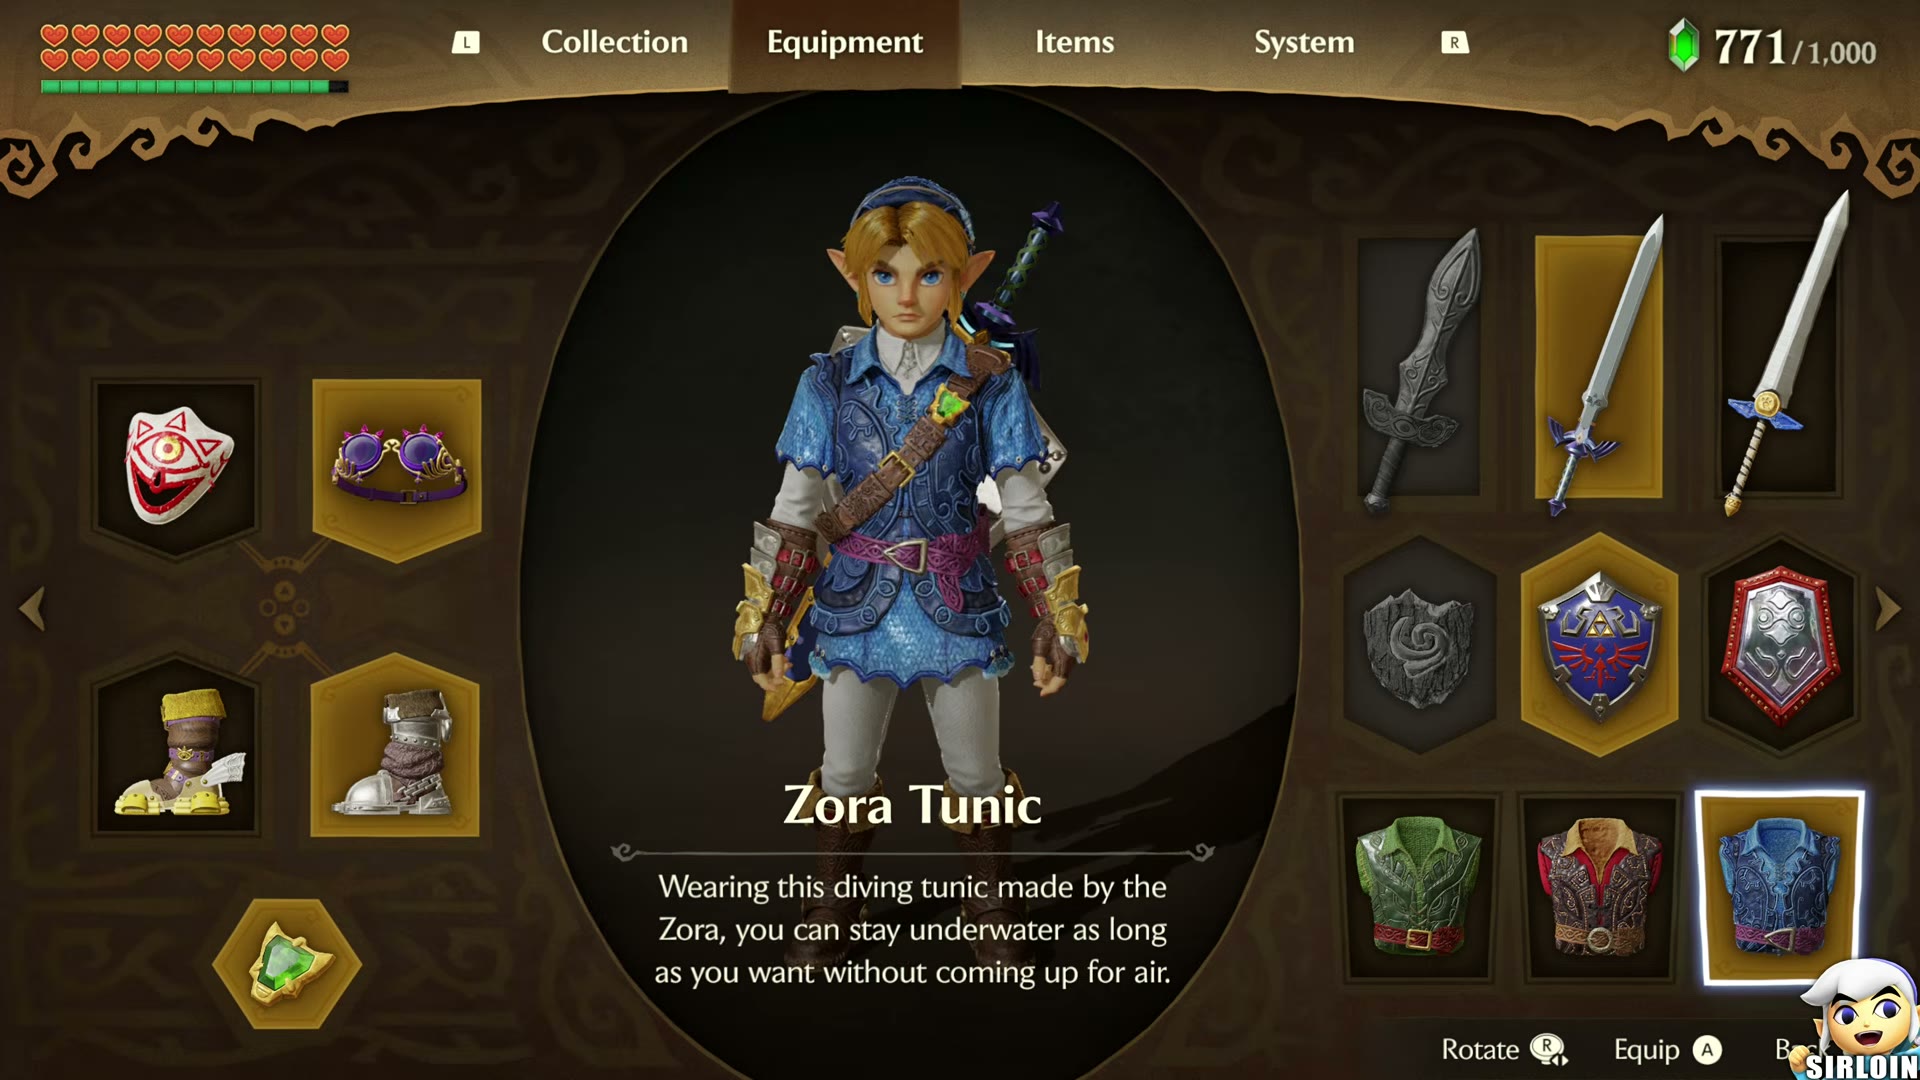 L
Collection
Equipment
Items
System
R
771/1,000
Zora Tunic
Wearing this diving tunic made by the
Zora, you can stay underwater as long
as you want without coming up for air.
Rotate R
Equip A
SIRLOIN